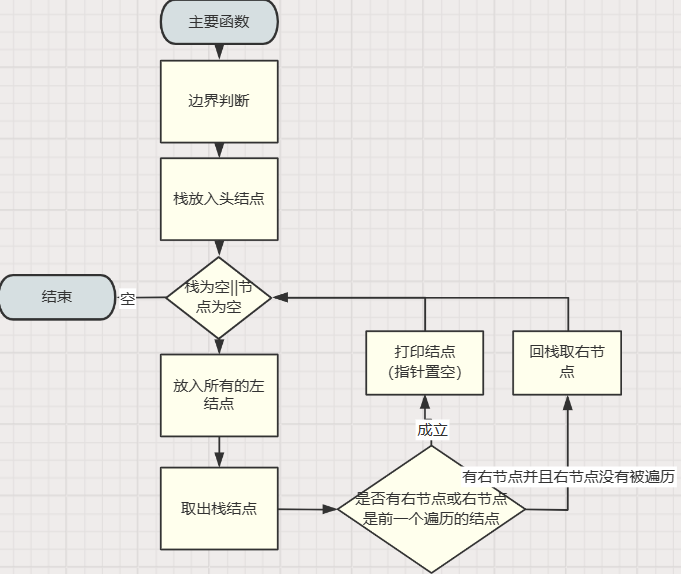 主要函数
边界判断
栈放入头结点
栈为空||节
点为空
空
结束
放入所有的左
结点
取出栈结点
打印结点
(指针置空)
回栈取右节
点
成立
有右节点并且右节点没有被遍历
是否有右节点或右节点
是前一个遍历的结点